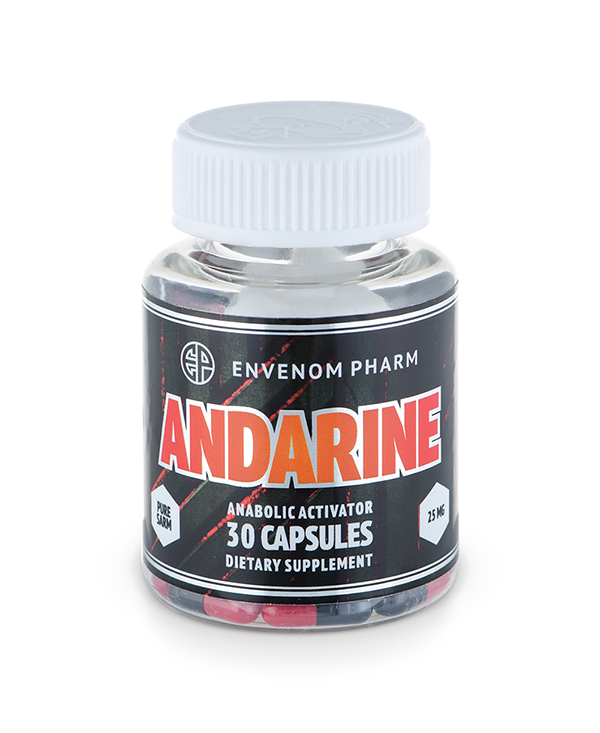 ENVENOM PHARM
ANDARINE
ANABOLIC ACTIVATOR
30 CAPSULES
DIETARY SUPPLEMENT
PURE
SARM
25 MG